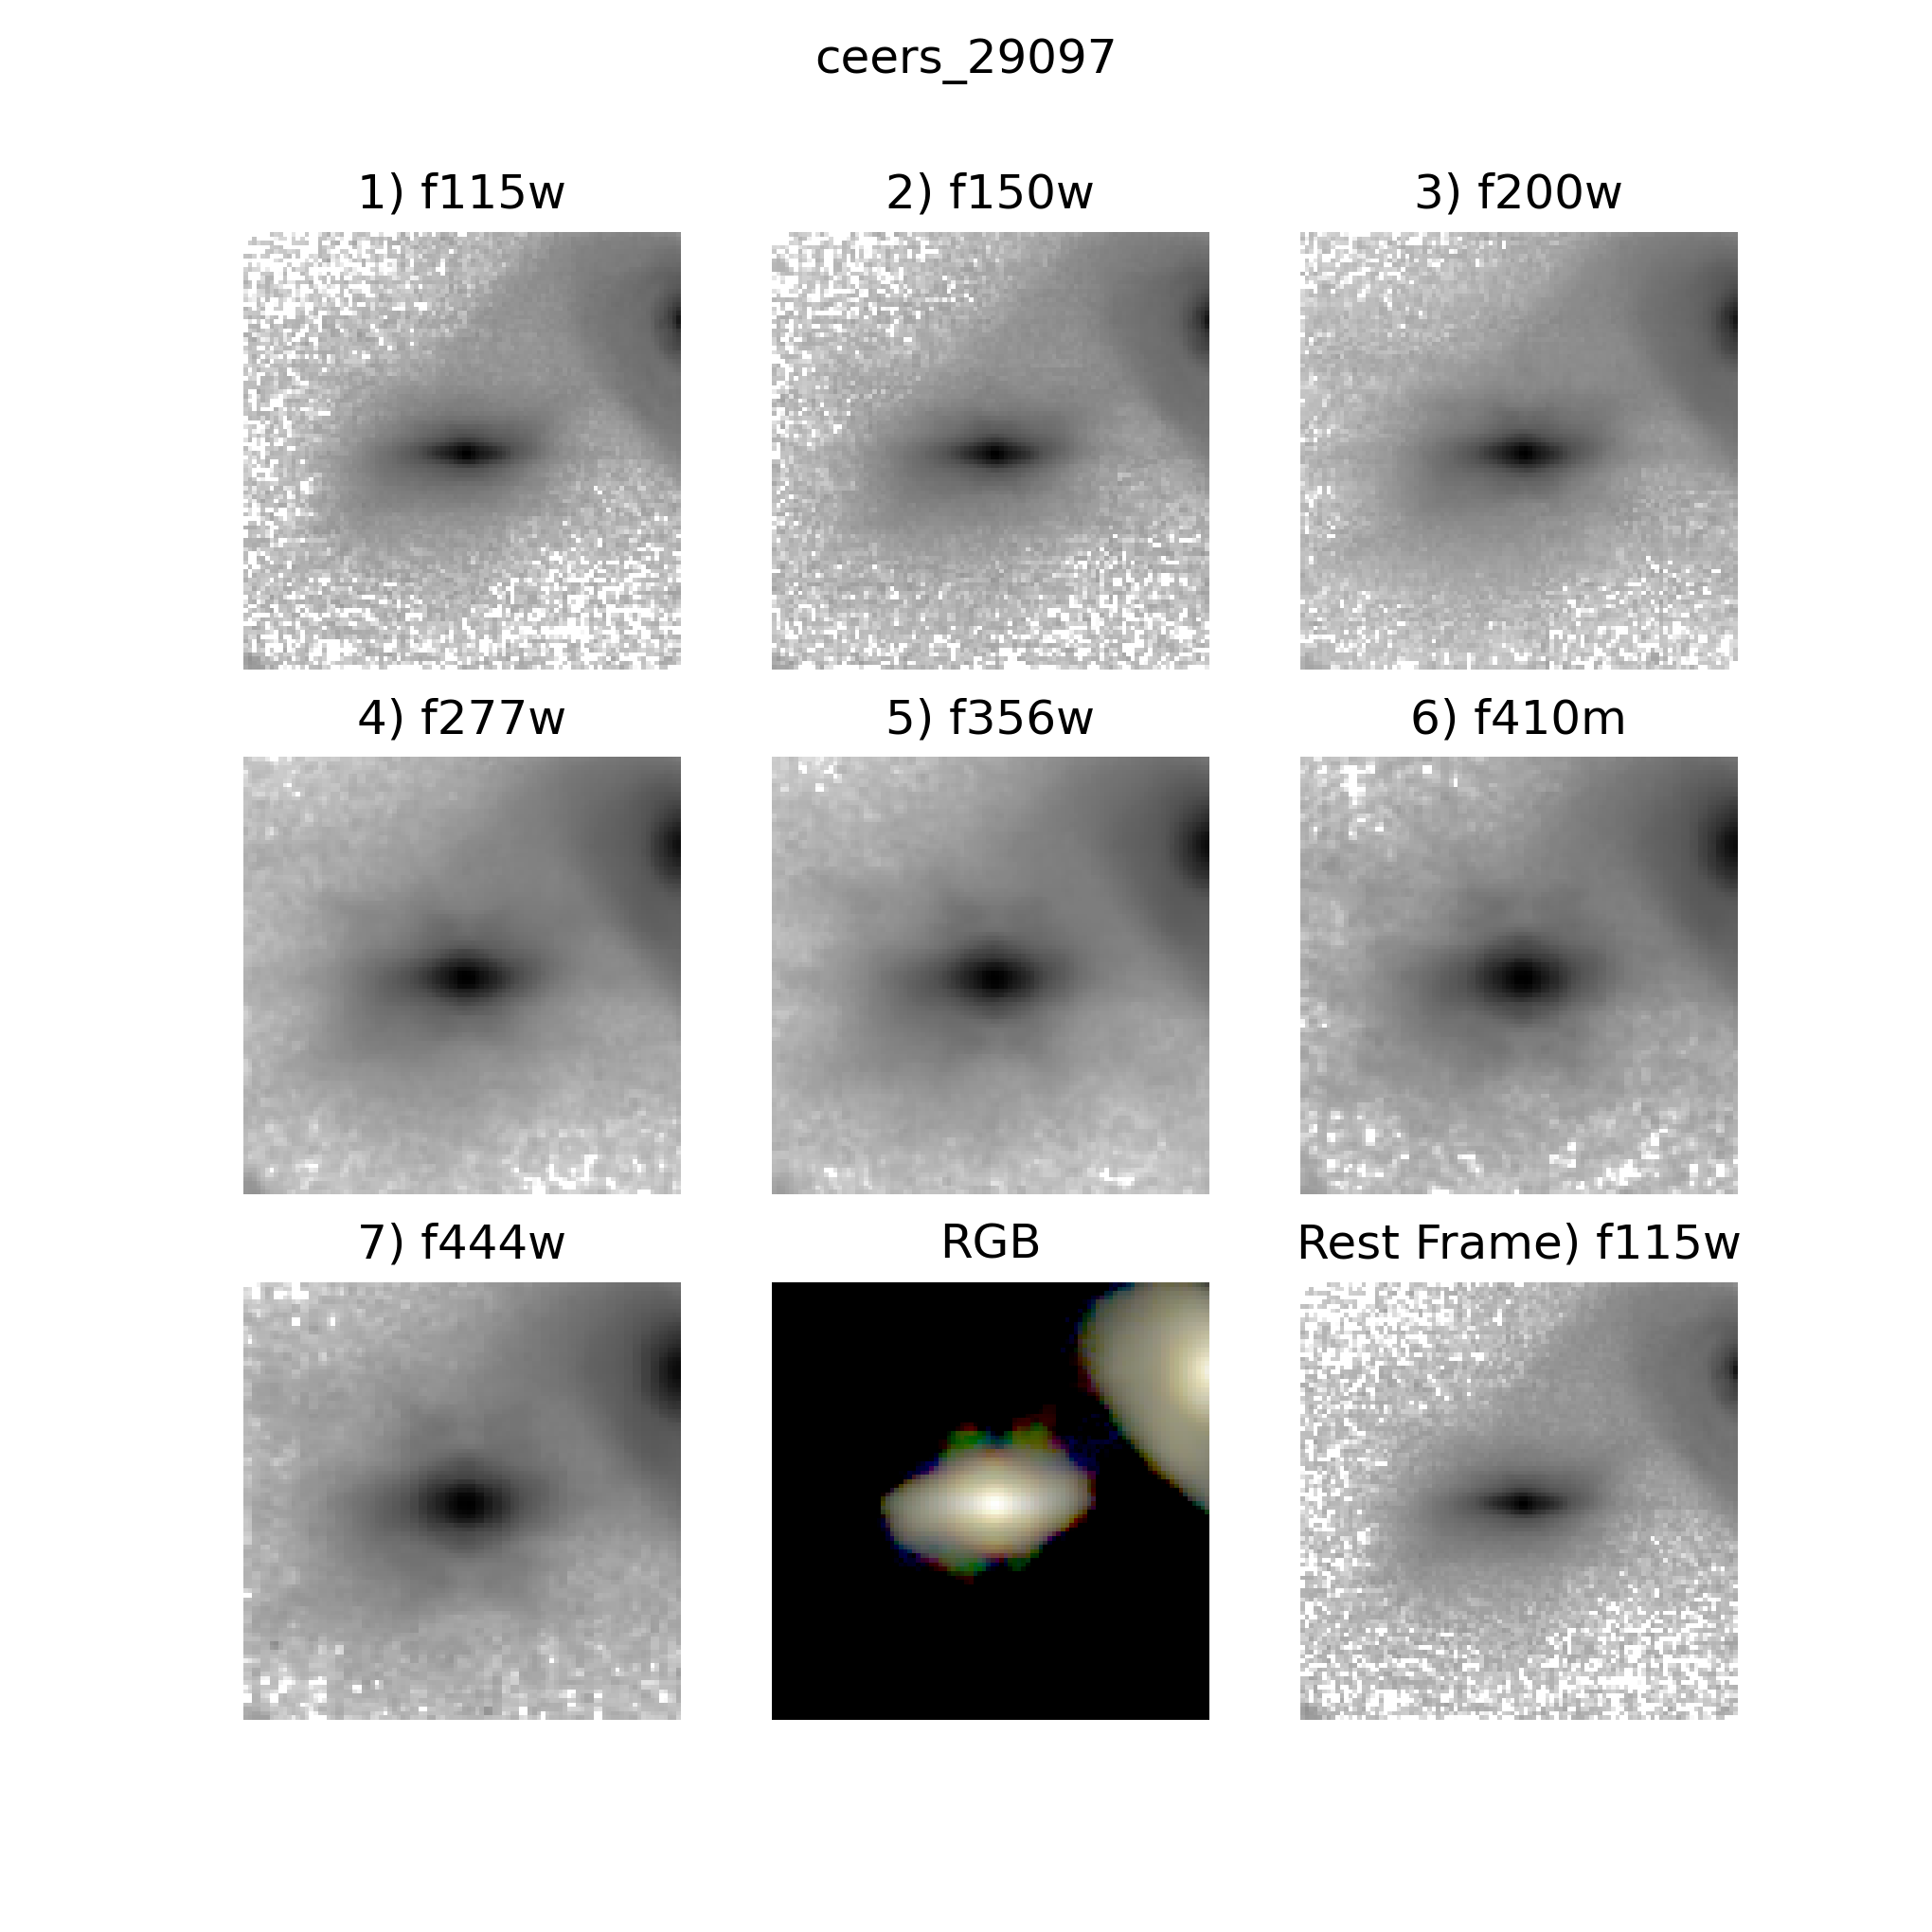 ceers_29097
1) f115w
2) f150w
3) f200w
4) f277w
5) f356w
6) f410m
7) f444w
RGB
Rest Frame) f115w